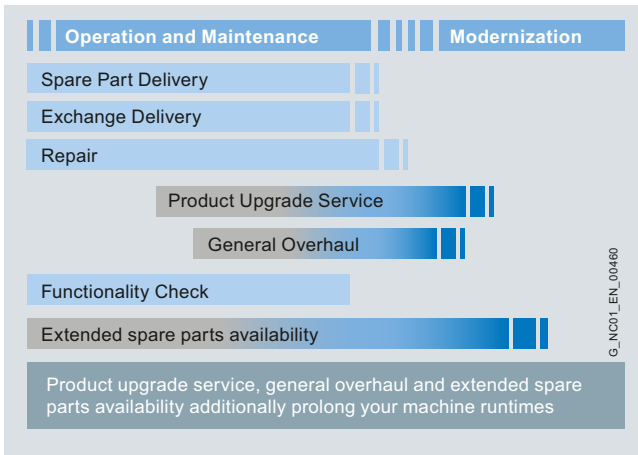 Operation and Maintenance
Modernization
Spare Part Delivery
Exchange Delivery
Repair
Product Upgrade Service
General Overhaul
Functionality Check
Extended spare parts availability
G_NC01_EN_00460
Product upgrade service, general overhaul and extended spare
parts availability additionally prolong your machine runtimes